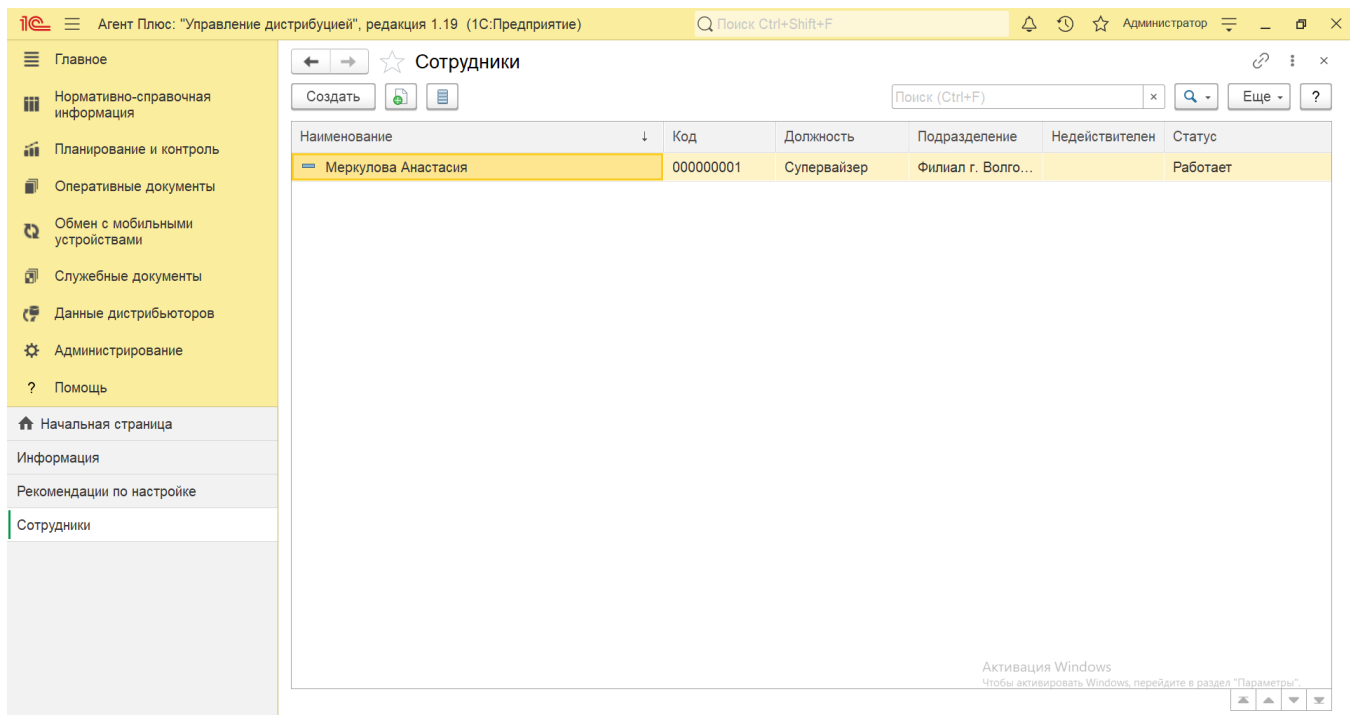 1С Агент Плюс: "Управление дистрибуцией", редакция 1.19 (1С:Предприятие) Поиск Ctrl+Shift+F Администратор
Главное
Нормативно-справочная
информация
Планирование и контроль
Оперативные документы
Обмен с мобильными
устройствами
Служебные документы
Данные дистрибьюторов
Администрирование
? Помощь
Начальная страница
Информация
Рекомендации по настройке
Сотрудники
Сотрудники
Создать Поиск (Ctrl+F) × Еще ?
Наименование ↓ Код Должность Подразделение Недействителен Статус
Меркулова Анастасия 000000001 Супервайзер Филиал г. Волго... Работает
Активация Windows
Чтобы активировать Windows, перейдите в раздел "Параметры".